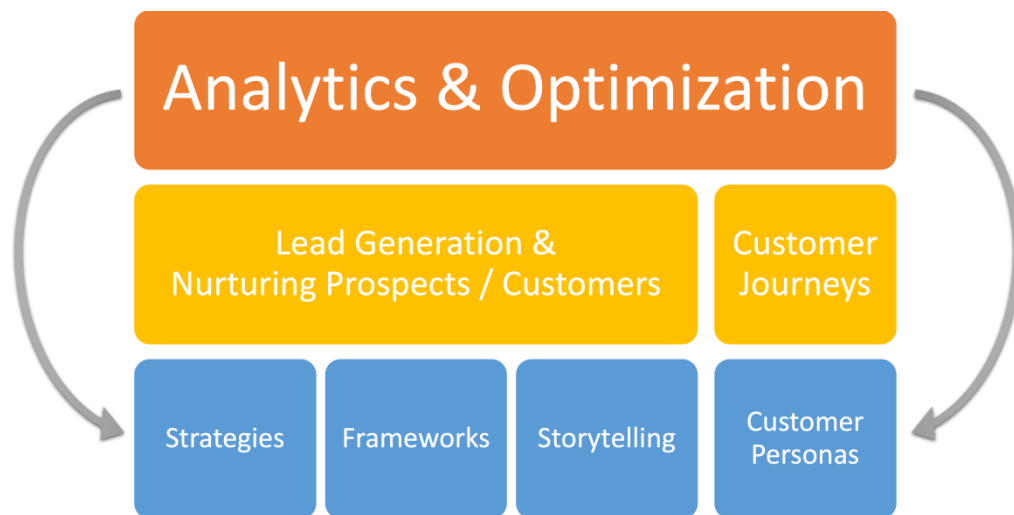 Analytics & Optimization
Lead Generation &
Nurturing Prospects / Customers
Customer
Journeys
Strategies
Frameworks
Storytelling
Customer
Personas